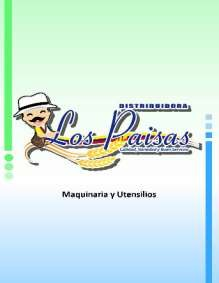 DISTRIBUIDORA
Los Paisas
Calidad, Variedad y Buen Servicio
Maquinaria y Utensilios